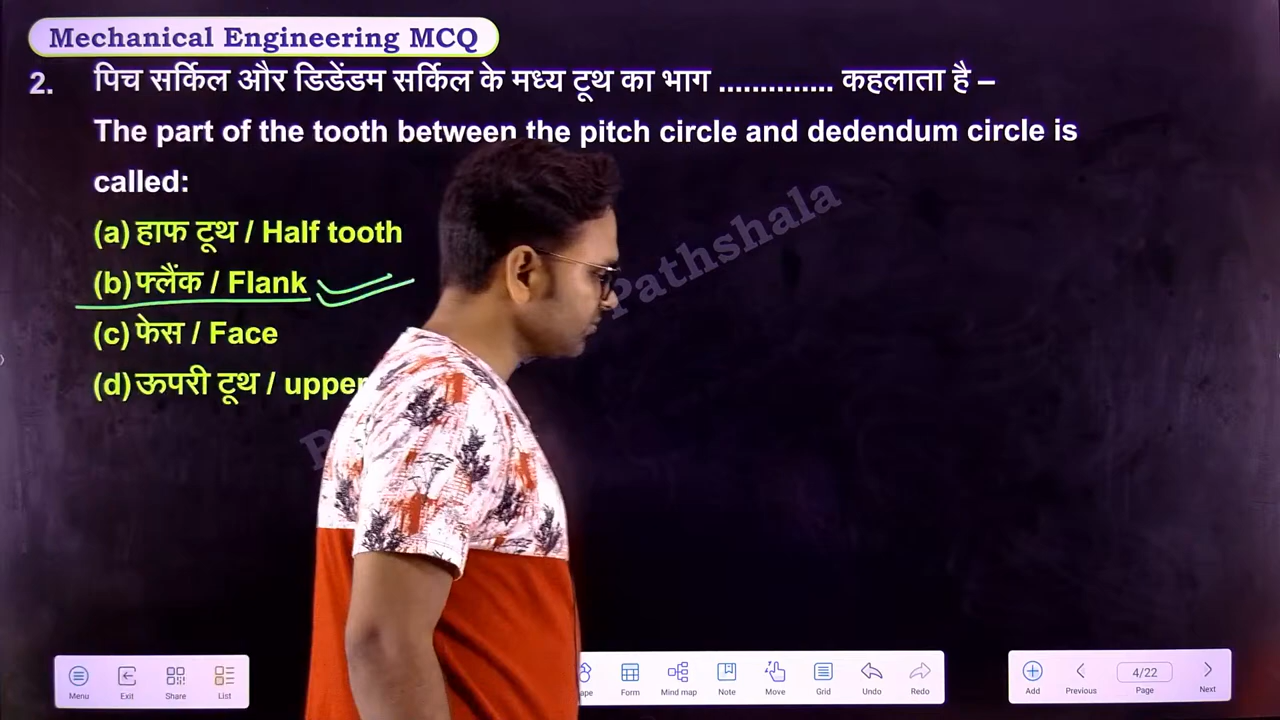 Mechanical Engineering MCQ
2. पिच सर्किल और डिडेंडम सर्किल के मध्य टूथ का भाग .............. कहलाता है –
The part of the tooth between the pitch circle and dedendum circle is
called:
(a) हाफ टूथ / Half tooth
(b) फ्लैंक / Flank
(c) फेस / Face
(d) ऊपरी टूथ / upper
Pathshala
Menu Exit Share List Form Mind map Note Move Grid Undo Redo Add Previous 4/22 Page Next